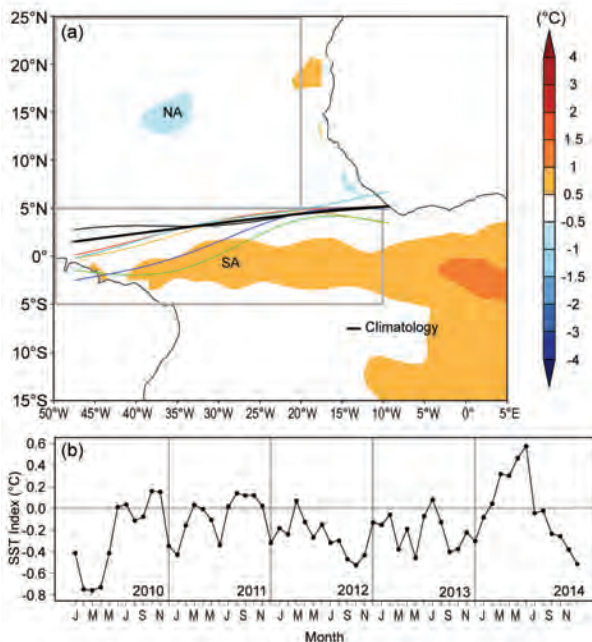 (°C)
25°N
20°N
15°N
10°N
5°N
0°
5°S
10°S
15°S
(a)
NA
SA
Climatology
4
3
2
1.5
1
0.5
-0.5
-1
-1.5
-2
-3
-4
50°W 45°W 40°W 35°W 30°W 25°W 20°W 15°W 10°W 5°W 0° 5°E
(b)
SST Index (°C)
0.6
0.4
0.2
0.0
-0.2
-0.4
-0.6
-0.8
2010 2011 2012 2013 2014
J M M J S N J M M J S N J M M J S N J M M J S N J M M J S N
Month